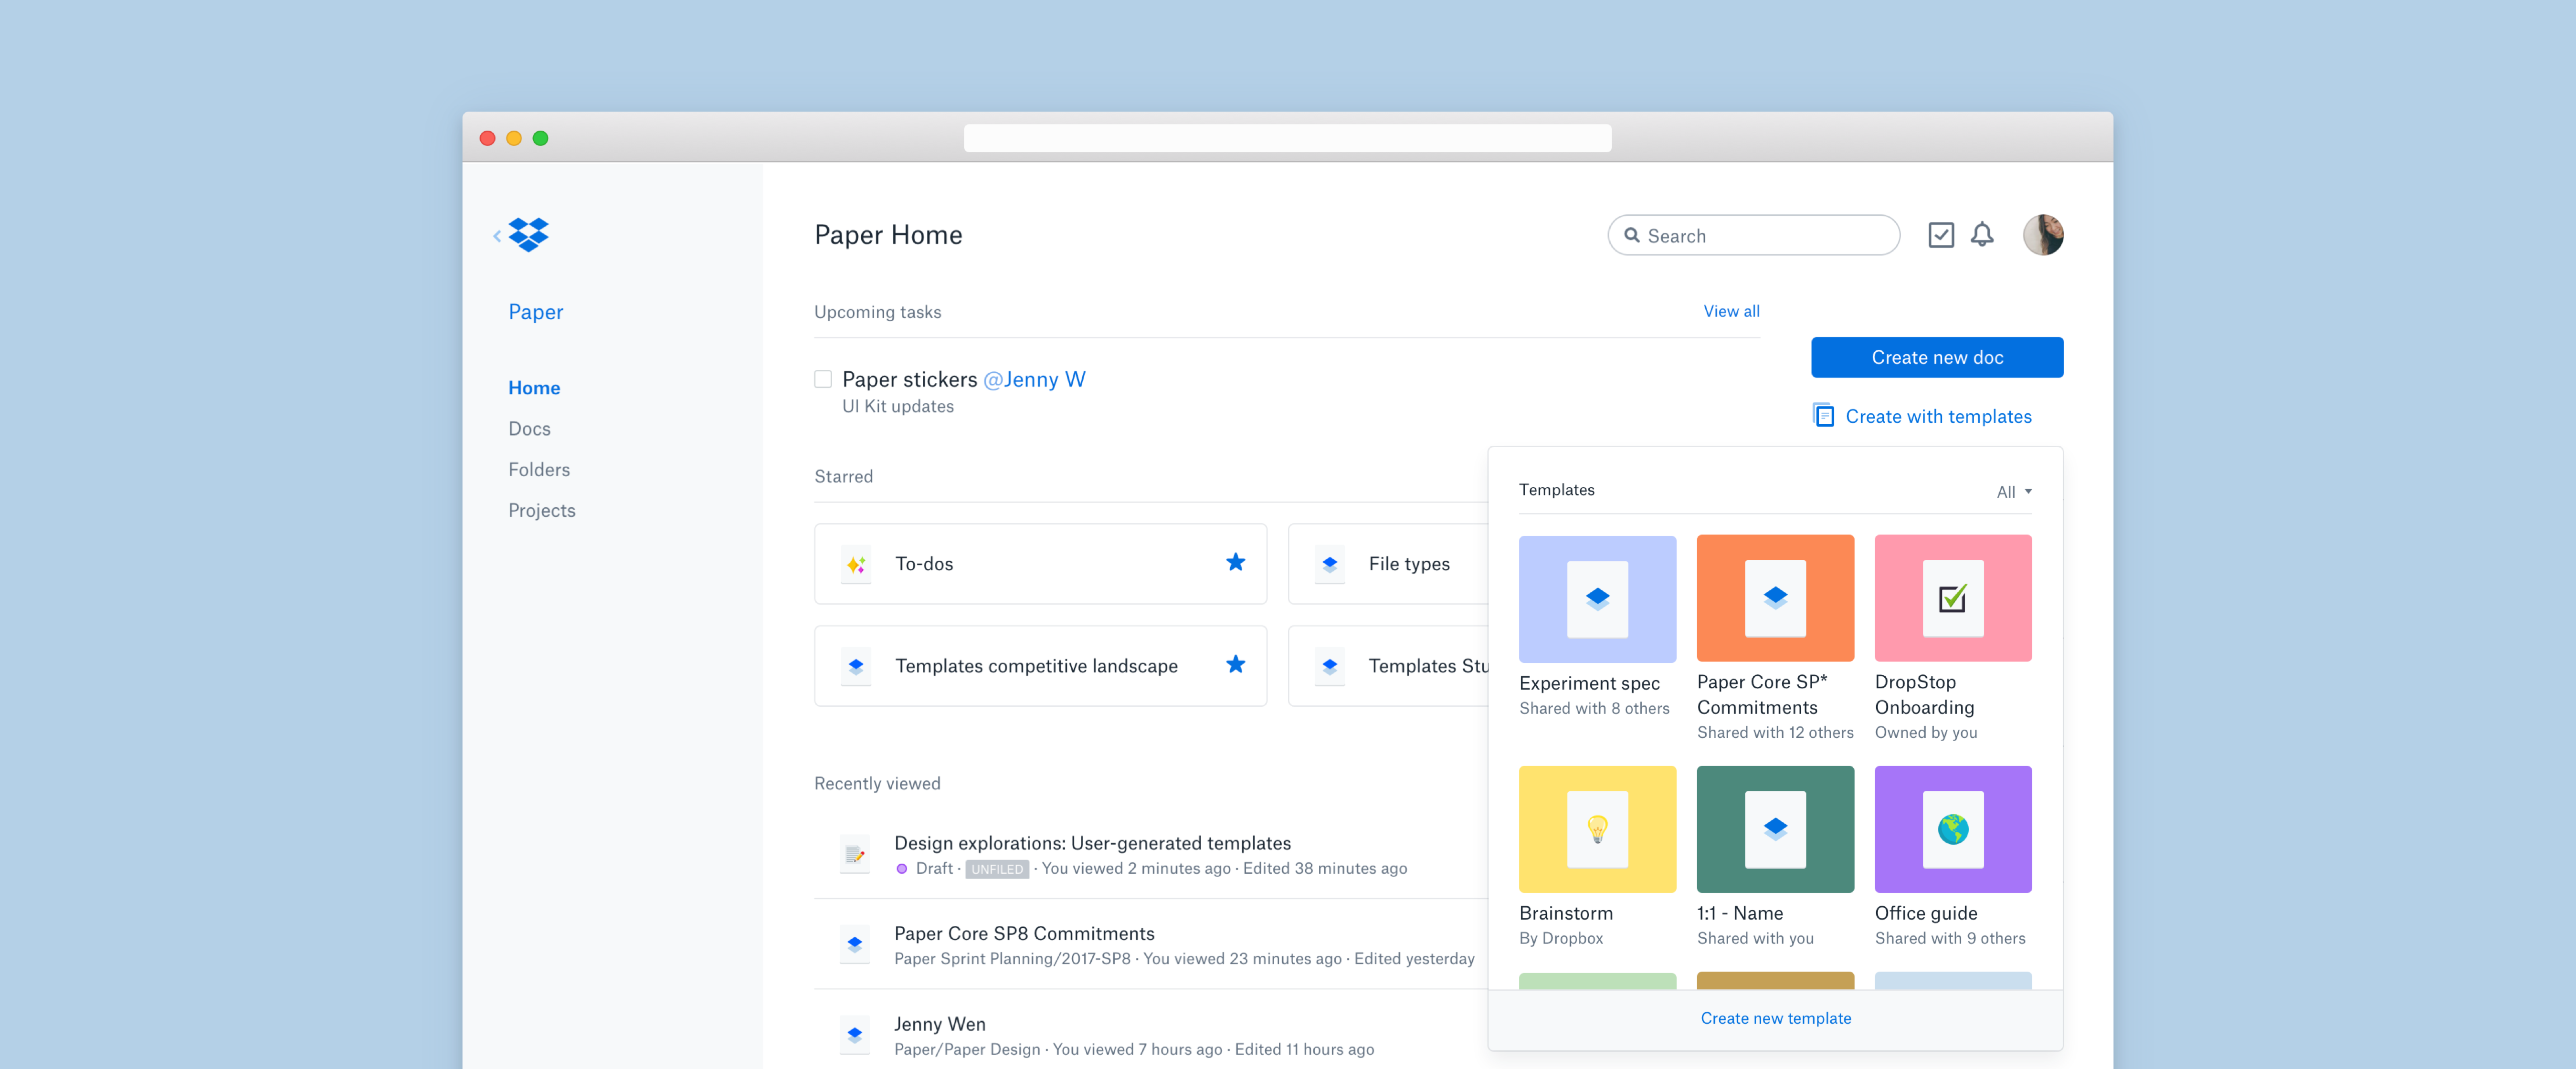 Paper Home
Search
Paper
Home
Docs
Folders
Projects
Upcoming tasks
View all
Paper stickers @Jenny W
UI Kit updates
Create new doc
Create with templates
Starred
To-dos
File types
Templates competitive landscape
Templates Stu
Recently viewed
Design explorations: User-generated templates
Draft · UNFILED · You viewed 2 minutes ago · Edited 38 minutes ago
Paper Core SP8 Commitments
Paper Sprint Planning/2017-SP8 · You viewed 23 minutes ago · Edited yesterday
Jenny Wen
Paper/Paper Design · You viewed 7 hours ago · Edited 11 hours ago
Templates
All
Experiment spec
Shared with 8 others
Paper Core SP*
Commitments
Shared with 12 others
DropStop
Onboarding
Owned by you
Brainstorm
By Dropbox
1:1 - Name
Shared with you
Office guide
Shared with 9 others
Create new template